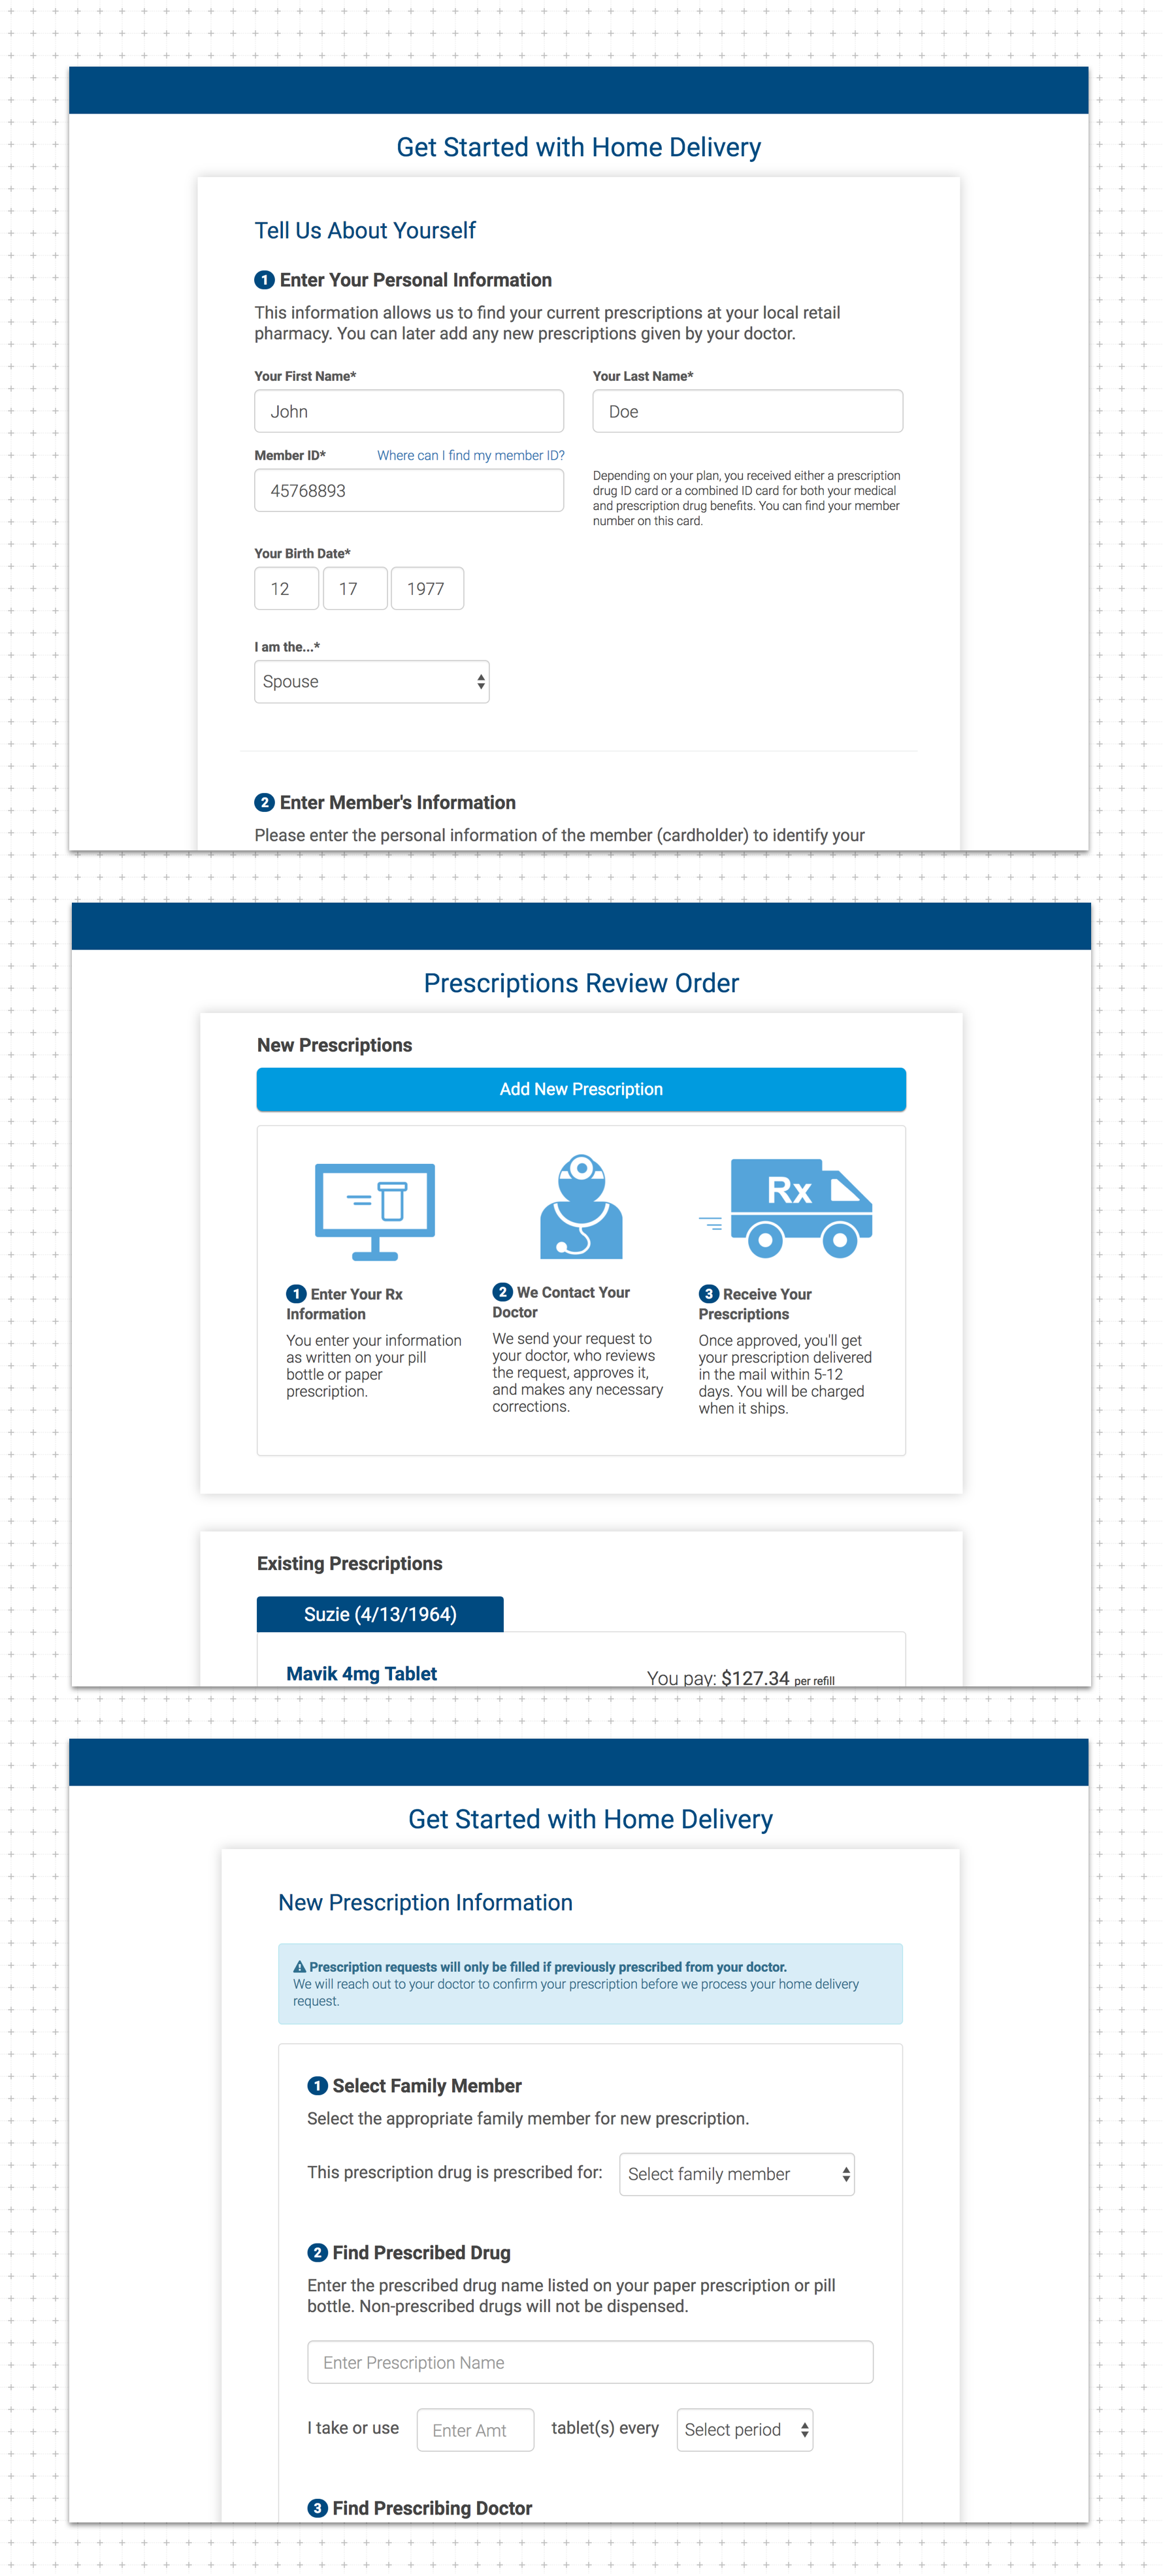 Get Started with Home Delivery
Tell Us About Yourself
1 Enter Your Personal Information
This information allows us to find your current prescriptions at your local retail
pharmacy. You can later add any new prescriptions given by your doctor.
Your First Name*
Your Last Name*
John
Doe
Member ID*
Where can I find my member ID?
45768893
Depending on your plan, you received either a prescription
drug ID card or a combined ID card for both your medical
and prescription drug benefits. You can find your member
number on this card.
Your Birth Date*
12 17 1977
I am the...*
Spouse
2 Enter Member's Information
Please enter the personal information of the member (cardholder) to identify your
Prescriptions Review Order
New Prescriptions
Add New Prescription
Rx
1 Enter Your Rx
Information
You enter your information
as written on your pill
bottle or paper
prescription.
2 We Contact Your
Doctor
We send your request to
your doctor, who reviews
the request, approves it,
and makes any necessary
corrections.
3 Receive Your
Prescriptions
Once approved, you'll get
your prescription delivered
in the mail within 5-12
days. You will be charged
when it ships.
Existing Prescriptions
Suzie (4/13/1964)
Mavik 4mg Tablet
You pay: $127.34 per refill
Get Started with Home Delivery
New Prescription Information
Prescription requests will only be filled if previously prescribed from your doctor.
We will reach out to your doctor to confirm your prescription before we process your home delivery
request.
1 Select Family Member
Select the appropriate family member for new prescription.
This prescription drug is prescribed for: Select family member
2 Find Prescribed Drug
Enter the prescribed drug name listed on your paper prescription or pill
bottle. Non-prescribed drugs will not be dispensed.
Enter Prescription Name
I take or use Enter Amt tablet(s) every Select period
3 Find Prescribing Doctor